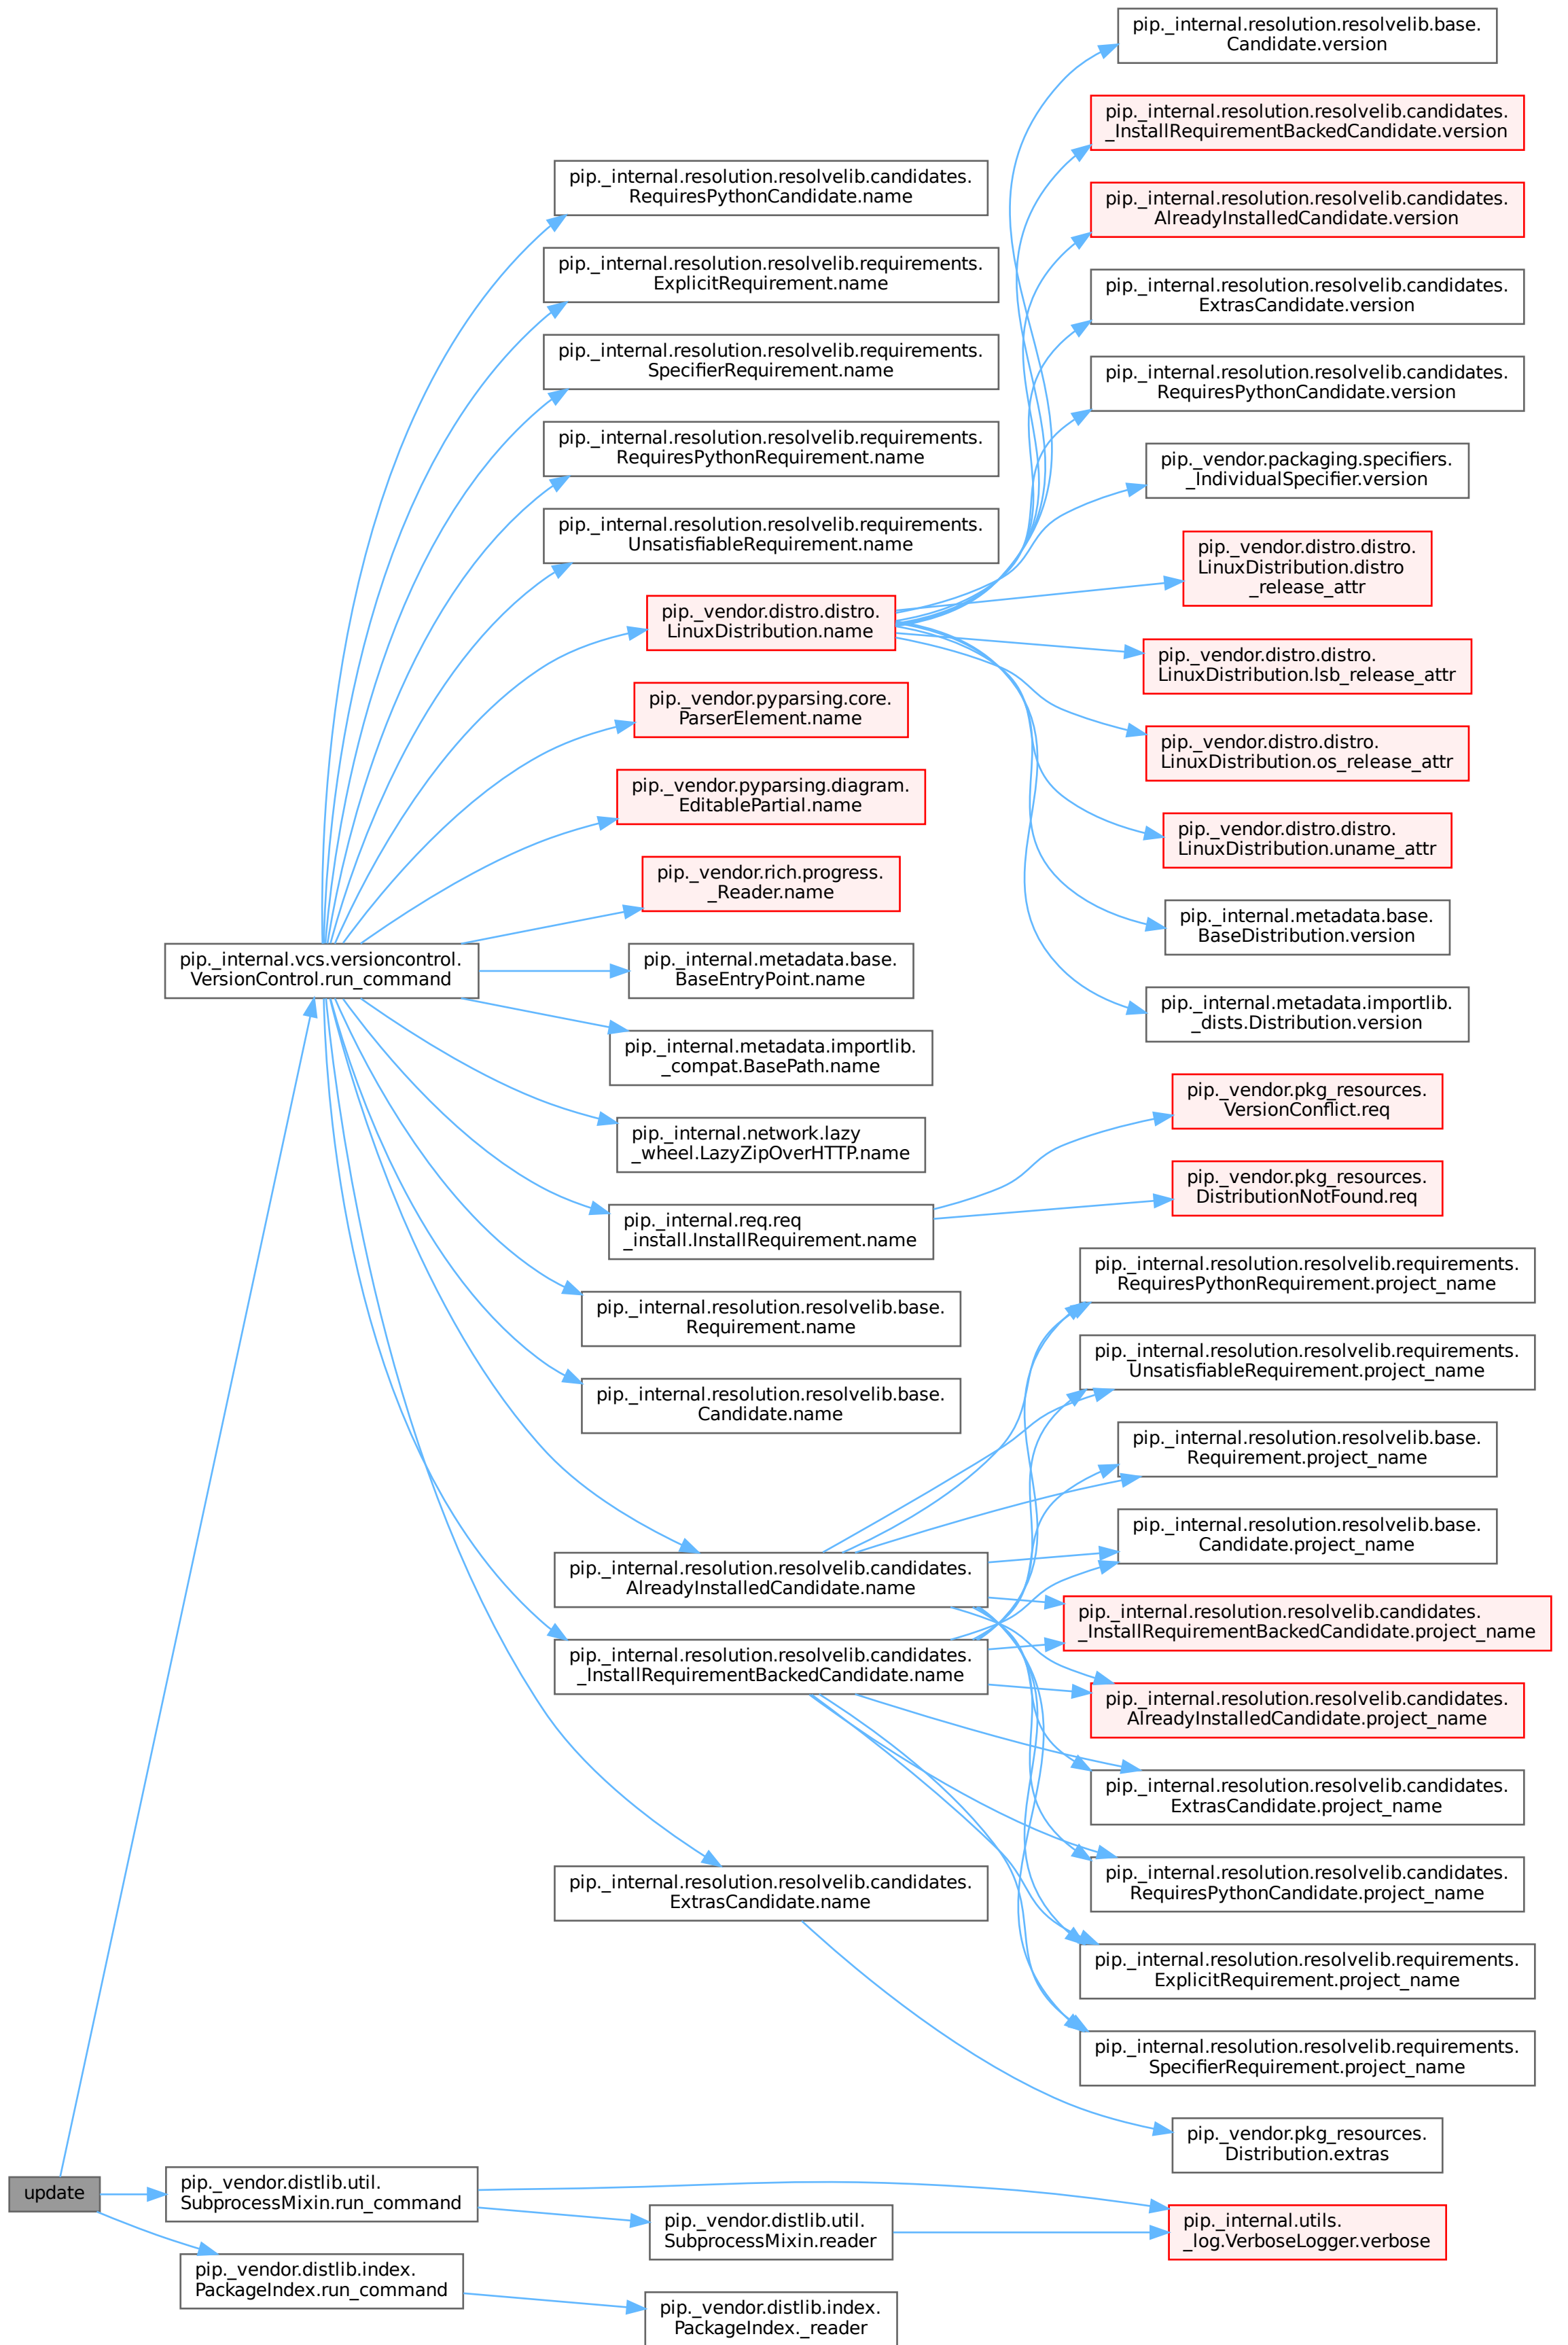 update
pip._internal.vcs.versioncontrol.
VersionControl.run_command
pip._vendor.distlib.util.
SubprocessMixin.run_command
pip._vendor.distlib.index.
PackageIndex.run_command
pip._internal.resolution.resolvelib.candidates.
RequiresPythonCandidate.name
pip._internal.resolution.resolvelib.requirements.
ExplicitRequirement.name
pip._internal.resolution.resolvelib.requirements.
SpecifierRequirement.name
pip._internal.resolution.resolvelib.requirements.
RequiresPythonRequirement.name
pip._internal.resolution.resolvelib.requirements.
UnsatisfiableRequirement.name
pip._vendor.distro.distro.
LinuxDistribution.name
pip._vendor.pyparsing.core.
ParserElement.name
pip._vendor.pyparsing.diagram.
EditablePartial.name
pip._vendor.rich.progress.
_Reader.name
pip._internal.metadata.base.
BaseEntryPoint.name
pip._internal.metadata.importlib.
_compat.BasePath.name
pip._internal.network.lazy
_wheel.LazyZipOverHTTP.name
pip._internal.req.req
_install.InstallRequirement.name
pip._internal.resolution.resolvelib.base.
Requirement.name
pip._internal.resolution.resolvelib.base.
Candidate.name
pip._internal.resolution.resolvelib.candidates.
AlreadyInstalledCandidate.name
pip._internal.resolution.resolvelib.candidates.
_InstallRequirementBackedCandidate.name
pip._internal.resolution.resolvelib.candidates.
ExtrasCandidate.name
pip._vendor.distlib.util.
SubprocessMixin.reader
pip._vendor.distlib.index.
PackageIndex._reader
pip._internal.resolution.resolvelib.base.
Candidate.version
pip._internal.resolution.resolvelib.candidates.
_InstallRequirementBackedCandidate.version
pip._internal.resolution.resolvelib.candidates.
AlreadyInstalledCandidate.version
pip._internal.resolution.resolvelib.candidates.
ExtrasCandidate.version
pip._internal.resolution.resolvelib.candidates.
RequiresPythonCandidate.version
pip._vendor.packaging.specifiers.
_IndividualSpecifier.version
pip._vendor.distro.distro.
LinuxDistribution.distro
_release_attr
pip._vendor.distro.distro.
LinuxDistribution.lsb_release_attr
pip._vendor.distro.distro.
LinuxDistribution.os_release_attr
pip._vendor.distro.distro.
LinuxDistribution.uname_attr
pip._internal.metadata.base.
BaseDistribution.version
pip._internal.metadata.importlib.
_dists.Distribution.version
pip._vendor.pkg_resources.
VersionConflict.req
pip._vendor.pkg_resources.
DistributionNotFound.req
pip._internal.resolution.resolvelib.requirements.
RequiresPythonRequirement.project_name
pip._internal.resolution.resolvelib.requirements.
UnsatisfiableRequirement.project_name
pip._internal.resolution.resolvelib.base.
Requirement.project_name
pip._internal.resolution.resolvelib.base.
Candidate.project_name
pip._internal.resolution.resolvelib.candidates.
_InstallRequirementBackedCandidate.project_name
pip._internal.resolution.resolvelib.candidates.
AlreadyInstalledCandidate.project_name
pip._internal.resolution.resolvelib.candidates.
ExtrasCandidate.project_name
pip._internal.resolution.resolvelib.candidates.
RequiresPythonCandidate.project_name
pip._internal.resolution.resolvelib.requirements.
ExplicitRequirement.project_name
pip._internal.resolution.resolvelib.requirements.
SpecifierRequirement.project_name
pip._vendor.pkg_resources.
Distribution.extras
pip._internal.utils.
_log.VerboseLogger.verbose